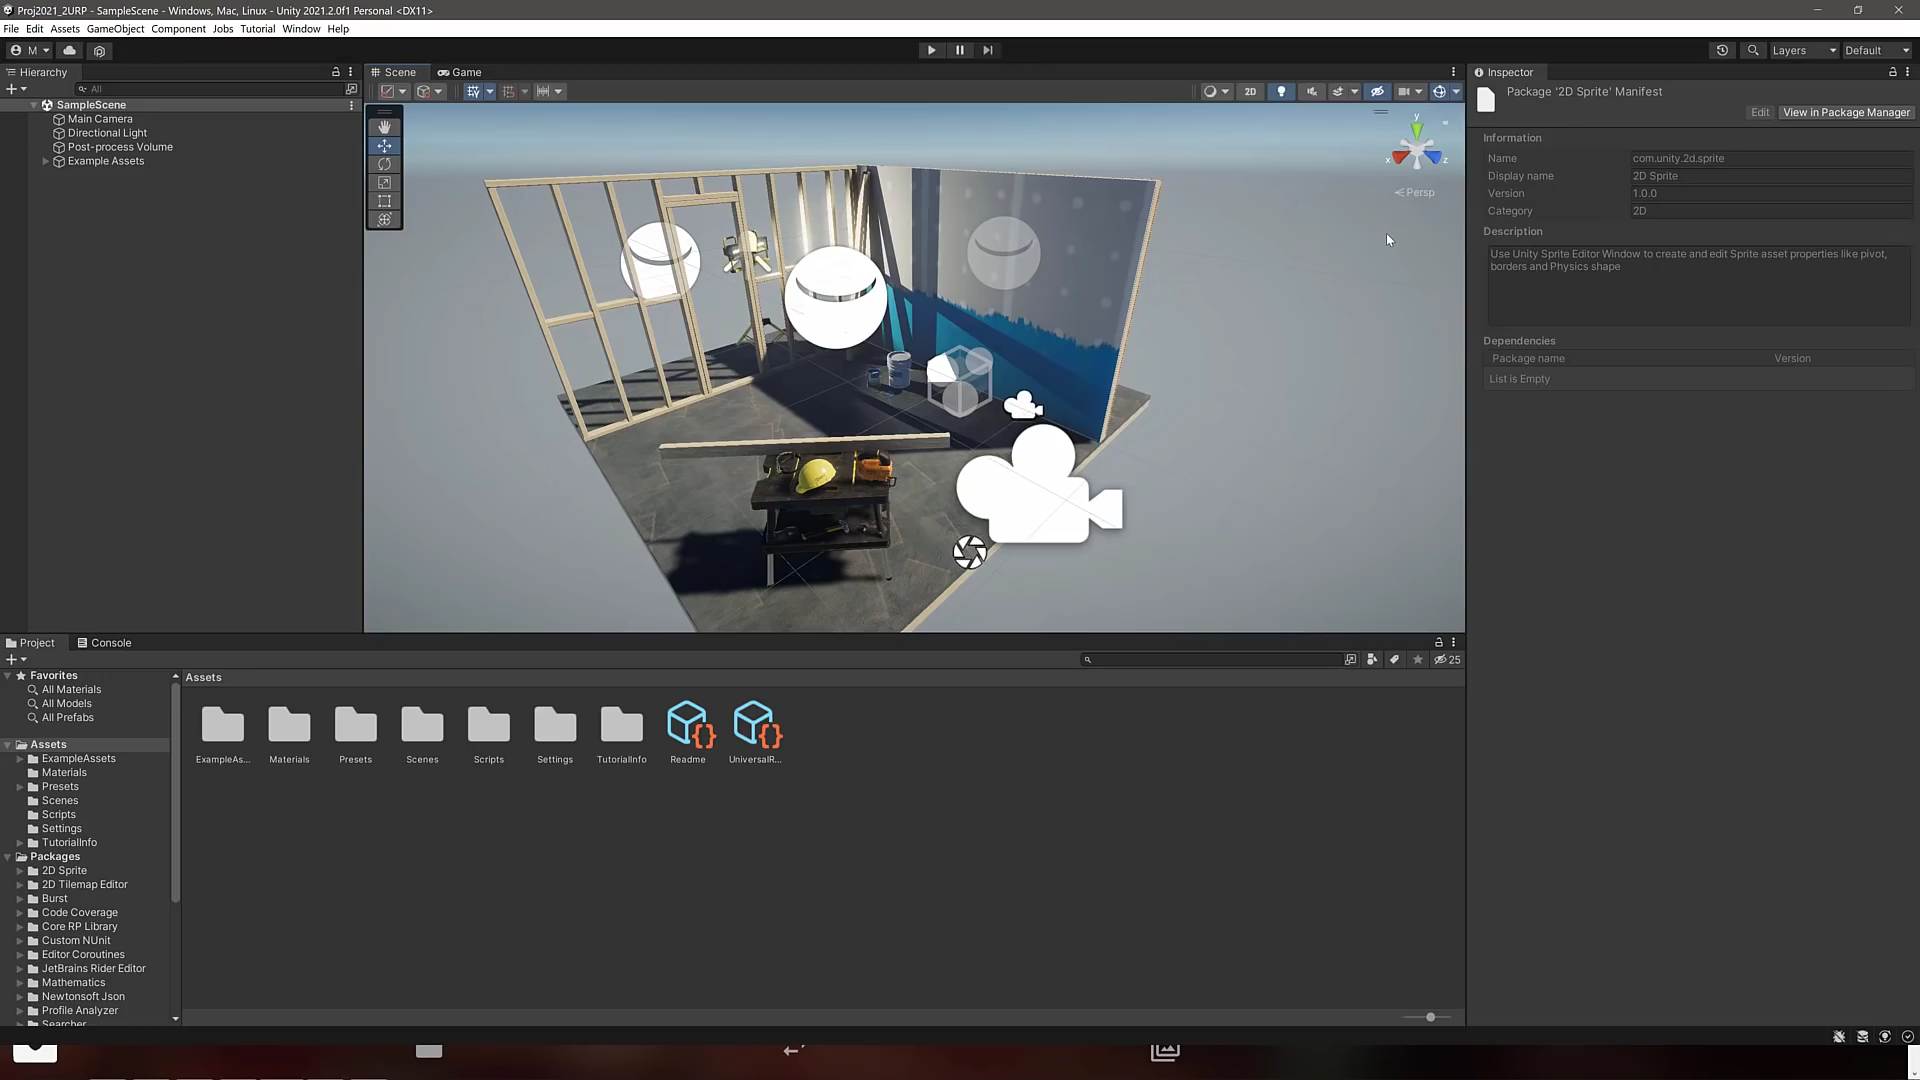 Proj2021_2URP - SampleScene - Windows, Mac, Linux - Unity 2021.2.0f1 Personal <DX11>
File Edit Assets GameObject Component Jobs Cloud Tutorial Window Help
M
Layers
Default
Hierarchy
All
SampleScene
Main Camera
Directional Light
Post-process Volume
Example Assets
Scene
Game
2D
y
x
z
Persp
Inspector
Package '2D Sprite' Manifest
Edit
View in Package Manager
Information
Name com.unity.2d.sprite
Display name 2D Sprite
Version 1.0.0
Category 2D
Description
Use Unity Sprite Editor Window to create and edit Sprite asset properties like pivot,
borders and Physics shape
Dependencies
Package name Version
List is Empty
Project
Console
25
Favorites
All Materials
All Models
All Prefabs
Assets
ExampleAssets
Materials
Presets
Scenes
Scripts
Settings
TutorialInfo
Packages
2D Sprite
2D Tilemap Editor
Burst
Code Coverage
Core RP Library
Custom NUnit
Editor Coroutines
JetBrains Rider Editor
Mathematics
Newtonsoft Json
Profile Analyzer
Searcher
Assets
ExampleAs...
Materials
Presets
Scenes
Scripts
Settings
TutorialInfo
Readme
UniversalR...